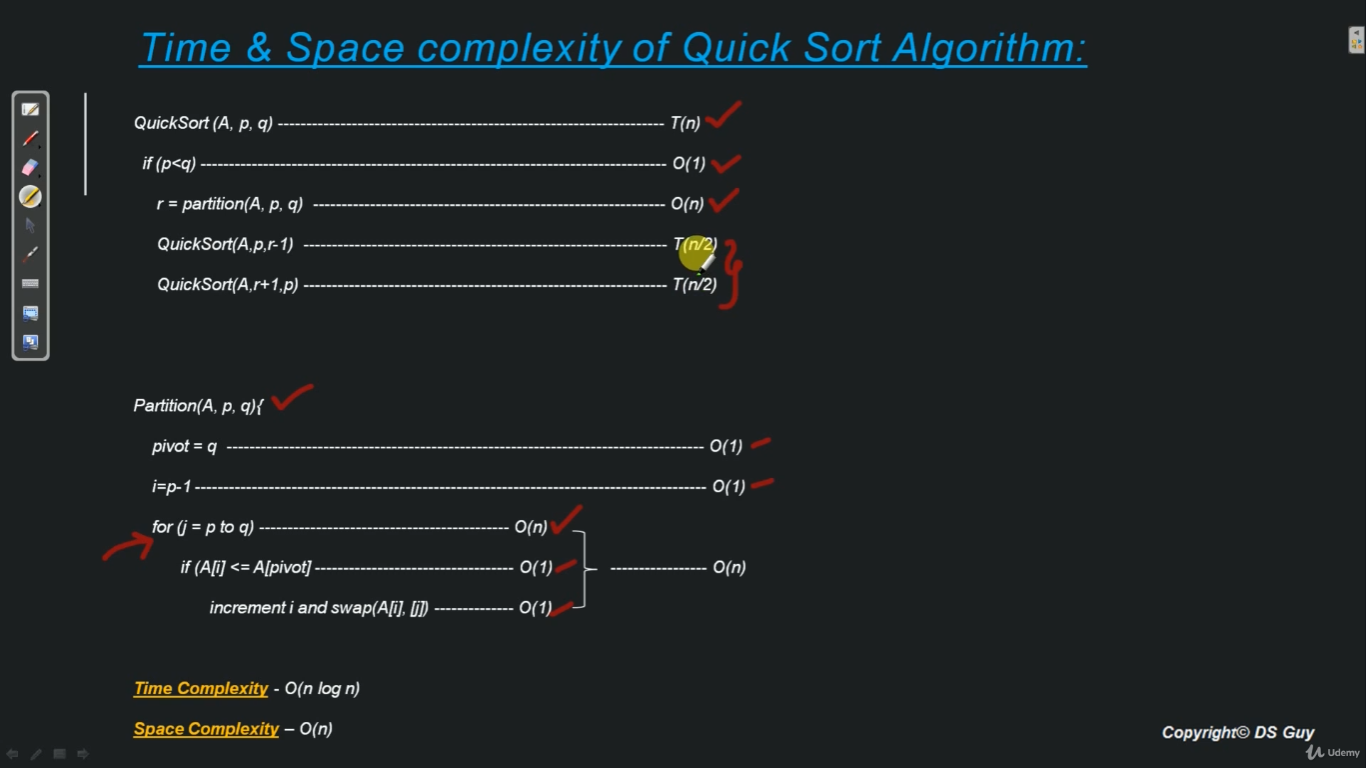 Time & Space complexity of Quick Sort Algorithm:
QuickSort (A, p, q) ------------------------------------------------------------------- T(n)
if (p<q) --------------------------------------------------------------------------------- O(1)
r = partition(A, p, q) ------------------------------------------------------------- O(n)
QuickSort(A,p,r-1) --------------------------------------------------------------- T(n/2)
QuickSort(A,r+1,p) --------------------------------------------------------------- T(n/2)
Partition(A, p, q){
pivot = q ----------------------------------------------------------------------------------- O(1)
i=p-1 ----------------------------------------------------------------------------------------- O(1)
for (j = p to q) ------------------------------------------- O(n)
if (A[i] <= A[pivot] ----------------------------------- O(1) ----------------- O(n)
increment i and swap(A[i], [j]) -------------- O(1)
Time Complexity - O(n log n)
Space Complexity – O(n)
Copyright© DS Guy
Udemy